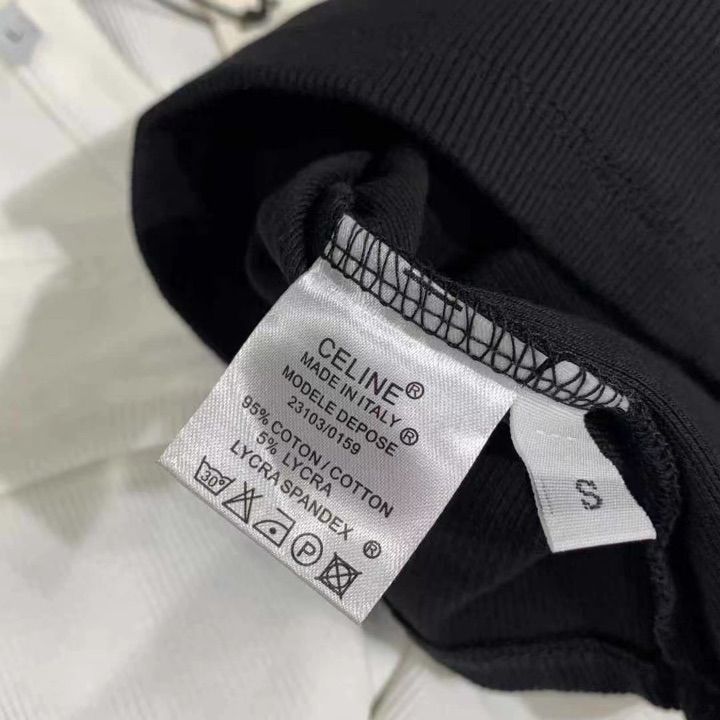 CELINE®
MADE IN ITALY
MODELE DEPOSE®
23103/0159
95% COTON/COTTON
5% LYCRA
LYCRA SPANDEX ®
30°
P
S